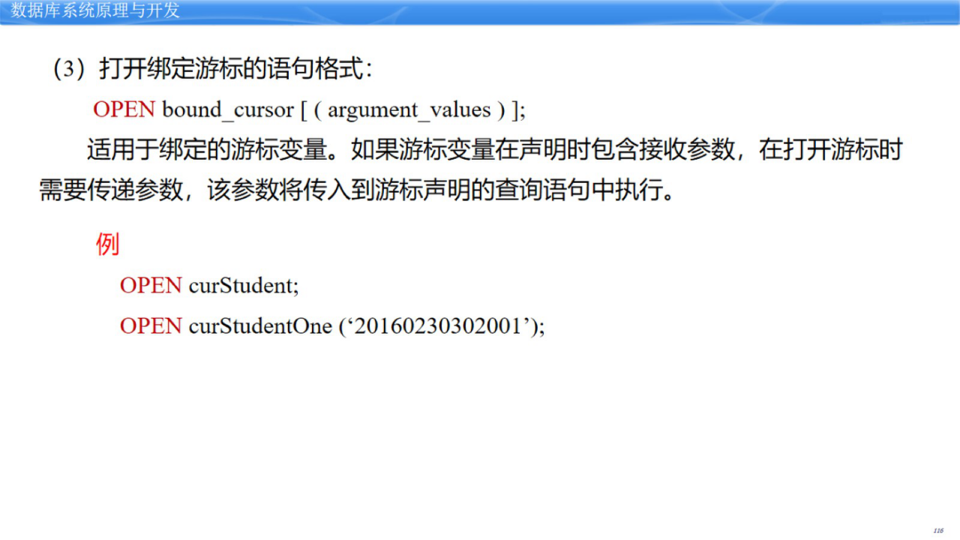 数据库系统原理与开发
（3）打开绑定游标的语句格式：
OPEN bound_cursor [ ( argument_values ) ];
适用于绑定的游标变量。如果游标变量在声明时包含接收参数，在打开游标时
需要传递参数，该参数将传入到游标声明的查询语句中执行。
例
OPEN curStudent;
OPEN curStudentOne (‘20160230302001’);
116